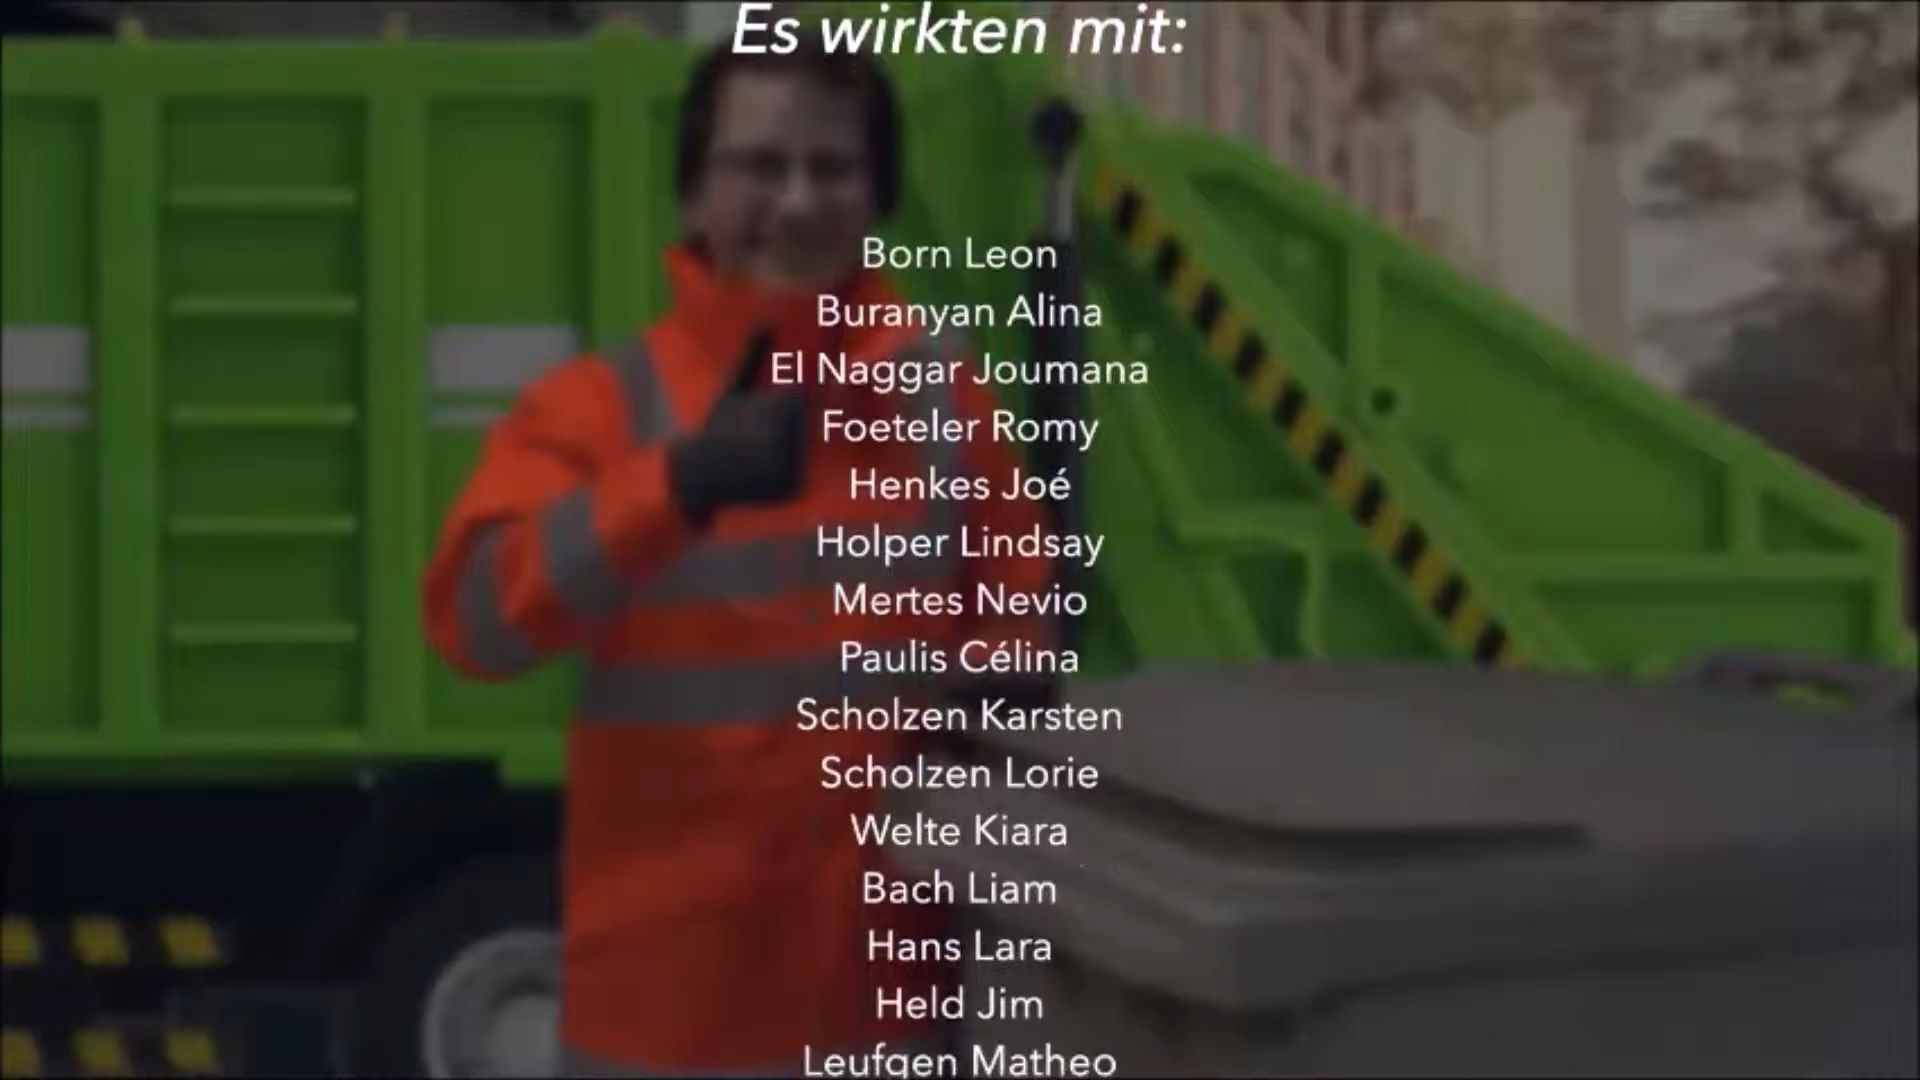 Es wirkten mit:
Born Leon
Buranyan Alina
El Naggar Joumana
Foeteler Romy
Henkes Joé
Holper Lindsay
Mertes Nevio
Paulis Célina
Scholzen Karsten
Scholzen Lorie
Welte Kiara
Bach Liam
Hans Lara
Held Jim
Leufgen Matheo